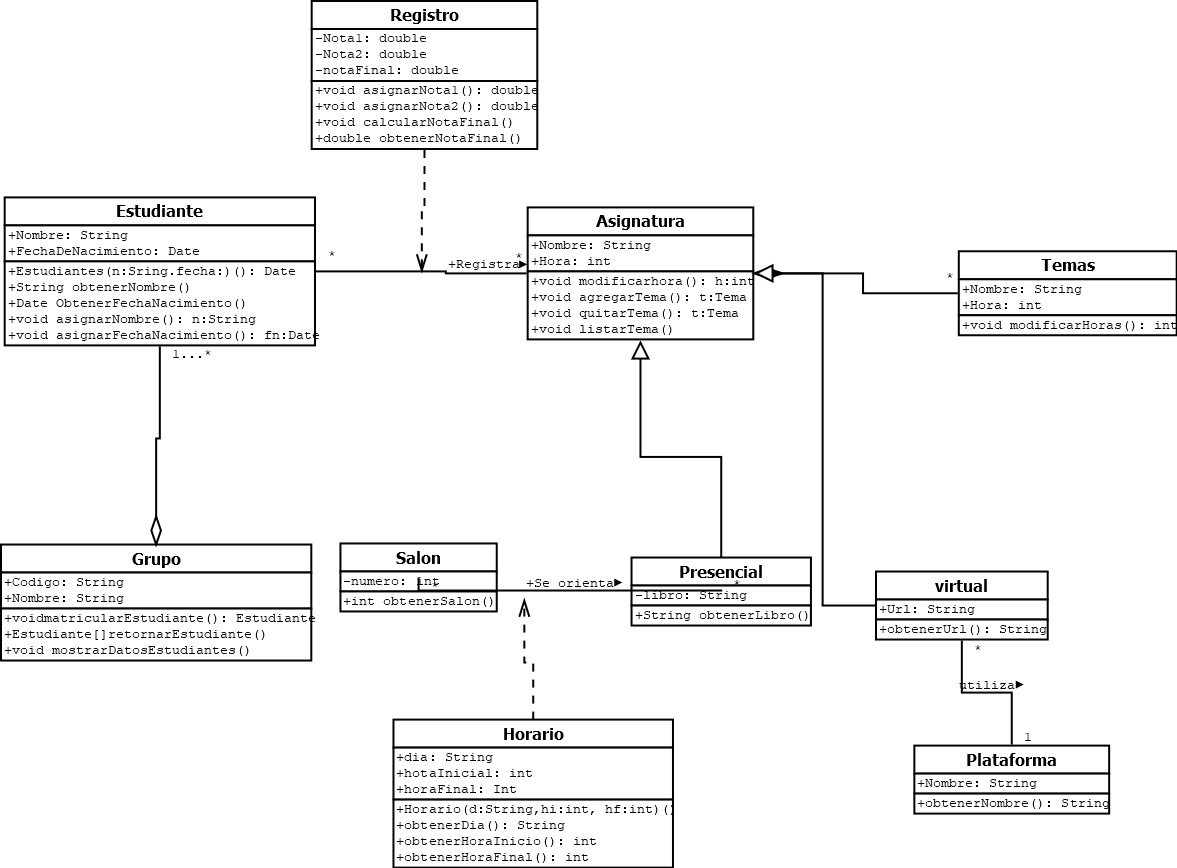 Registro
-Nota1: double
-Nota2: double
-notaFinal: double
+void asignarNota1(): double
+void asignarNota2(): double
+void calcularNotaFinal()
+double obtenerNotaFinal()
Estudiante
+Nombre: String
+FechaDeNacimiento: Date
+Estudiantes(n:Sring.fecha:)(): Date
+String obtenerNombre()
+Date ObtenerFechaNacimiento()
+void asignarNombre(): n:String
+void asignarFechaNacimiento(): fn:Date
*
+Registra
*
Asignatura
+Nombre: String
+Hora: int
+void modificarhora(): h:int
+void agregarTema(): t:Tema
+void quitarTema(): t:Tema
+void listarTema()
*
Temas
+Nombre: String
+Hora: int
+void modificarHoras(): int
1...*
Grupo
+Codigo: String
+Nombre: String
+voidmatricularEstudiante(): Estudiante
+Estudiante[]retornarEstudiante()
+void mostrarDatosEstudiantes()
Salon
-numero: int
*
+int obtenerSalon()
+Se orienta
Presencial
*
-libro: String
+String obtenerLibro()
virtual
+Url: String
+obtenerUrl(): String
*
utiliza
1
Plataforma
+Nombre: String
+obtenerNombre(): String
Horario
+dia: String
+hotaInicial: int
+horaFinal: Int
+Horario(d:String,hi:int, hf:int)()
+obtenerDia(): String
+obtenerHoraInicio(): int
+obtenerHoraFinal(): int